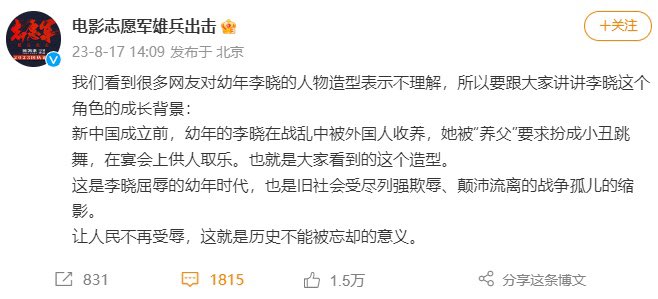 电影志愿军雄兵出击
+关注
23-8-17 14:09 发布于 北京
我们看到很多网友对幼年李晓的人物造型表示不理解，所以要跟大家讲讲李晓这个
角色的成长背景：
新中国成立前，幼年的李晓在战乱中被外国人收养，她被“养父”要求扮成小丑跳
舞，在宴会上供人取乐。也就是大家看到的这个造型。
这是李晓屈辱的幼年时代，也是旧社会受尽列强欺辱、颠沛流离的战争孤儿的缩
影。
让人民不再受辱，这就是历史不能被忘却的意义。
831 1815 1.5万 分享这条博文
志愿军